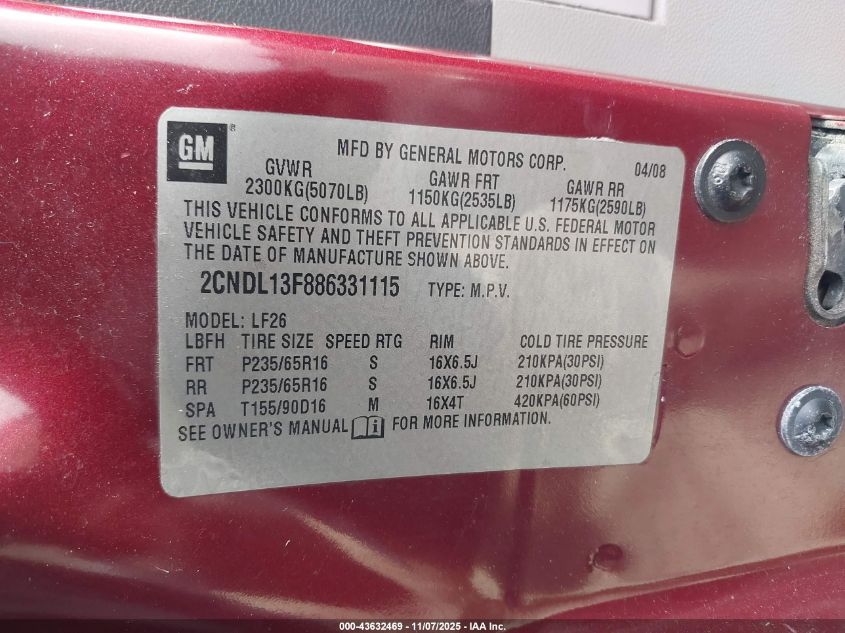 GM ®
MFD BY GENERAL MOTORS CORP. 04/08
GVWR GAWR FRT GAWR RR
2300KG(5070LB) 1150KG(2535LB) 1175KG(2590LB)
THIS VEHICLE CONFORMS TO ALL APPLICABLE U.S. FEDERAL MOTOR
VEHICLE SAFETY AND THEFT PREVENTION STANDARDS IN EFFECT ON
THE DATE OF MANUFACTURE SHOWN ABOVE.
2CNDL13F886331115 TYPE: M.P.V.
MODEL: LF26
LBFH TIRE SIZE SPEED RTG RIM COLD TIRE PRESSURE
FRT P235/65R16 S 16X6.5J 210KPA(30PSI)
RR P235/65R16 S 16X6.5J 210KPA(30PSI)
SPA T155/90D16 M 16X4T 420KPA(60PSI)
SEE OWNER'S MANUAL FOR MORE INFORMATION.
000-43632469 - 11/07/2025 - IAA Inc.